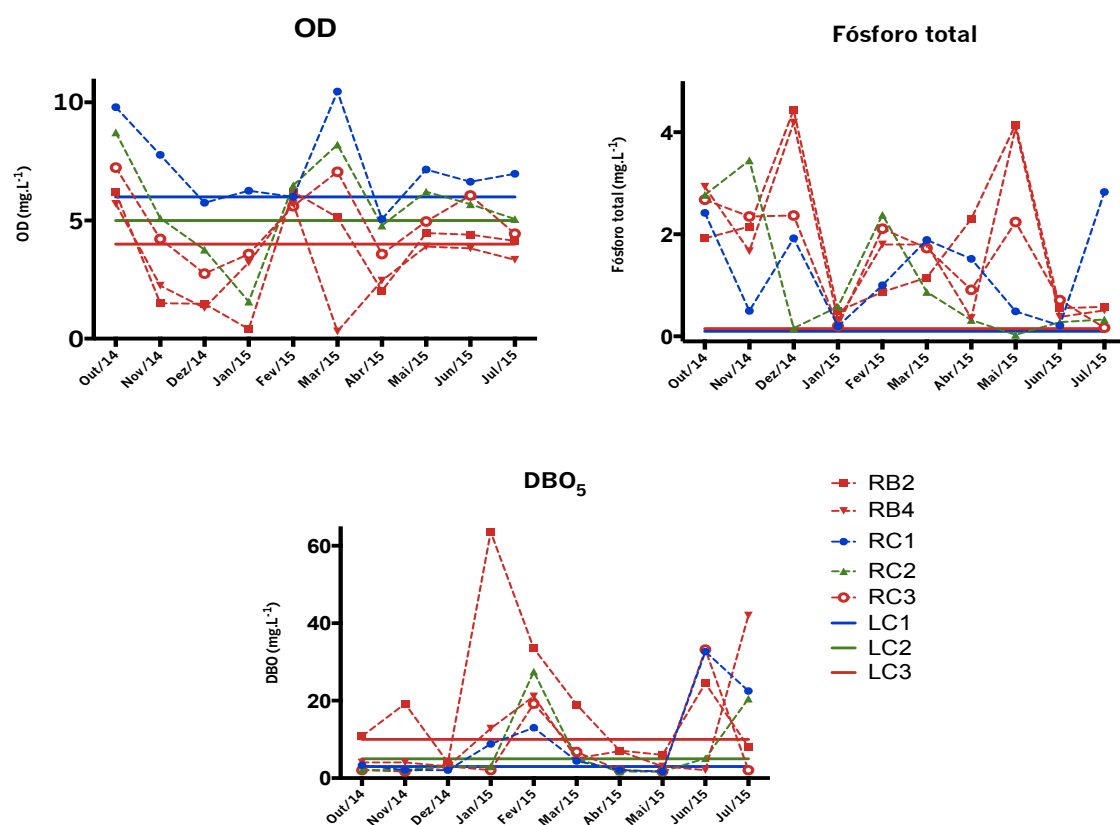 OD
OD (mg.L-1)
10
5
0
Out/14
Nov/14
Dez/14
Jan/15
Fev/15
Mar/15
Abr/15
Mai/15
Jun/15
Jul/15
Fósforo total
Fósforo total (mg.L-1)
4
2
0
Out/14
Nov/14
Dez/14
Jan/15
Fev/15
Mar/15
Abr/15
Mai/15
Jun/15
Jul/15
DBO5
DBO (mg.L-1)
60
40
20
0
Out/14
Nov/14
Dez/14
Jan/15
Fev/15
Mar/15
Abr/15
Mai/15
Jun/15
Jul/15
RB2
RB4
RC1
RC2
RC3
LC1
LC2
LC3